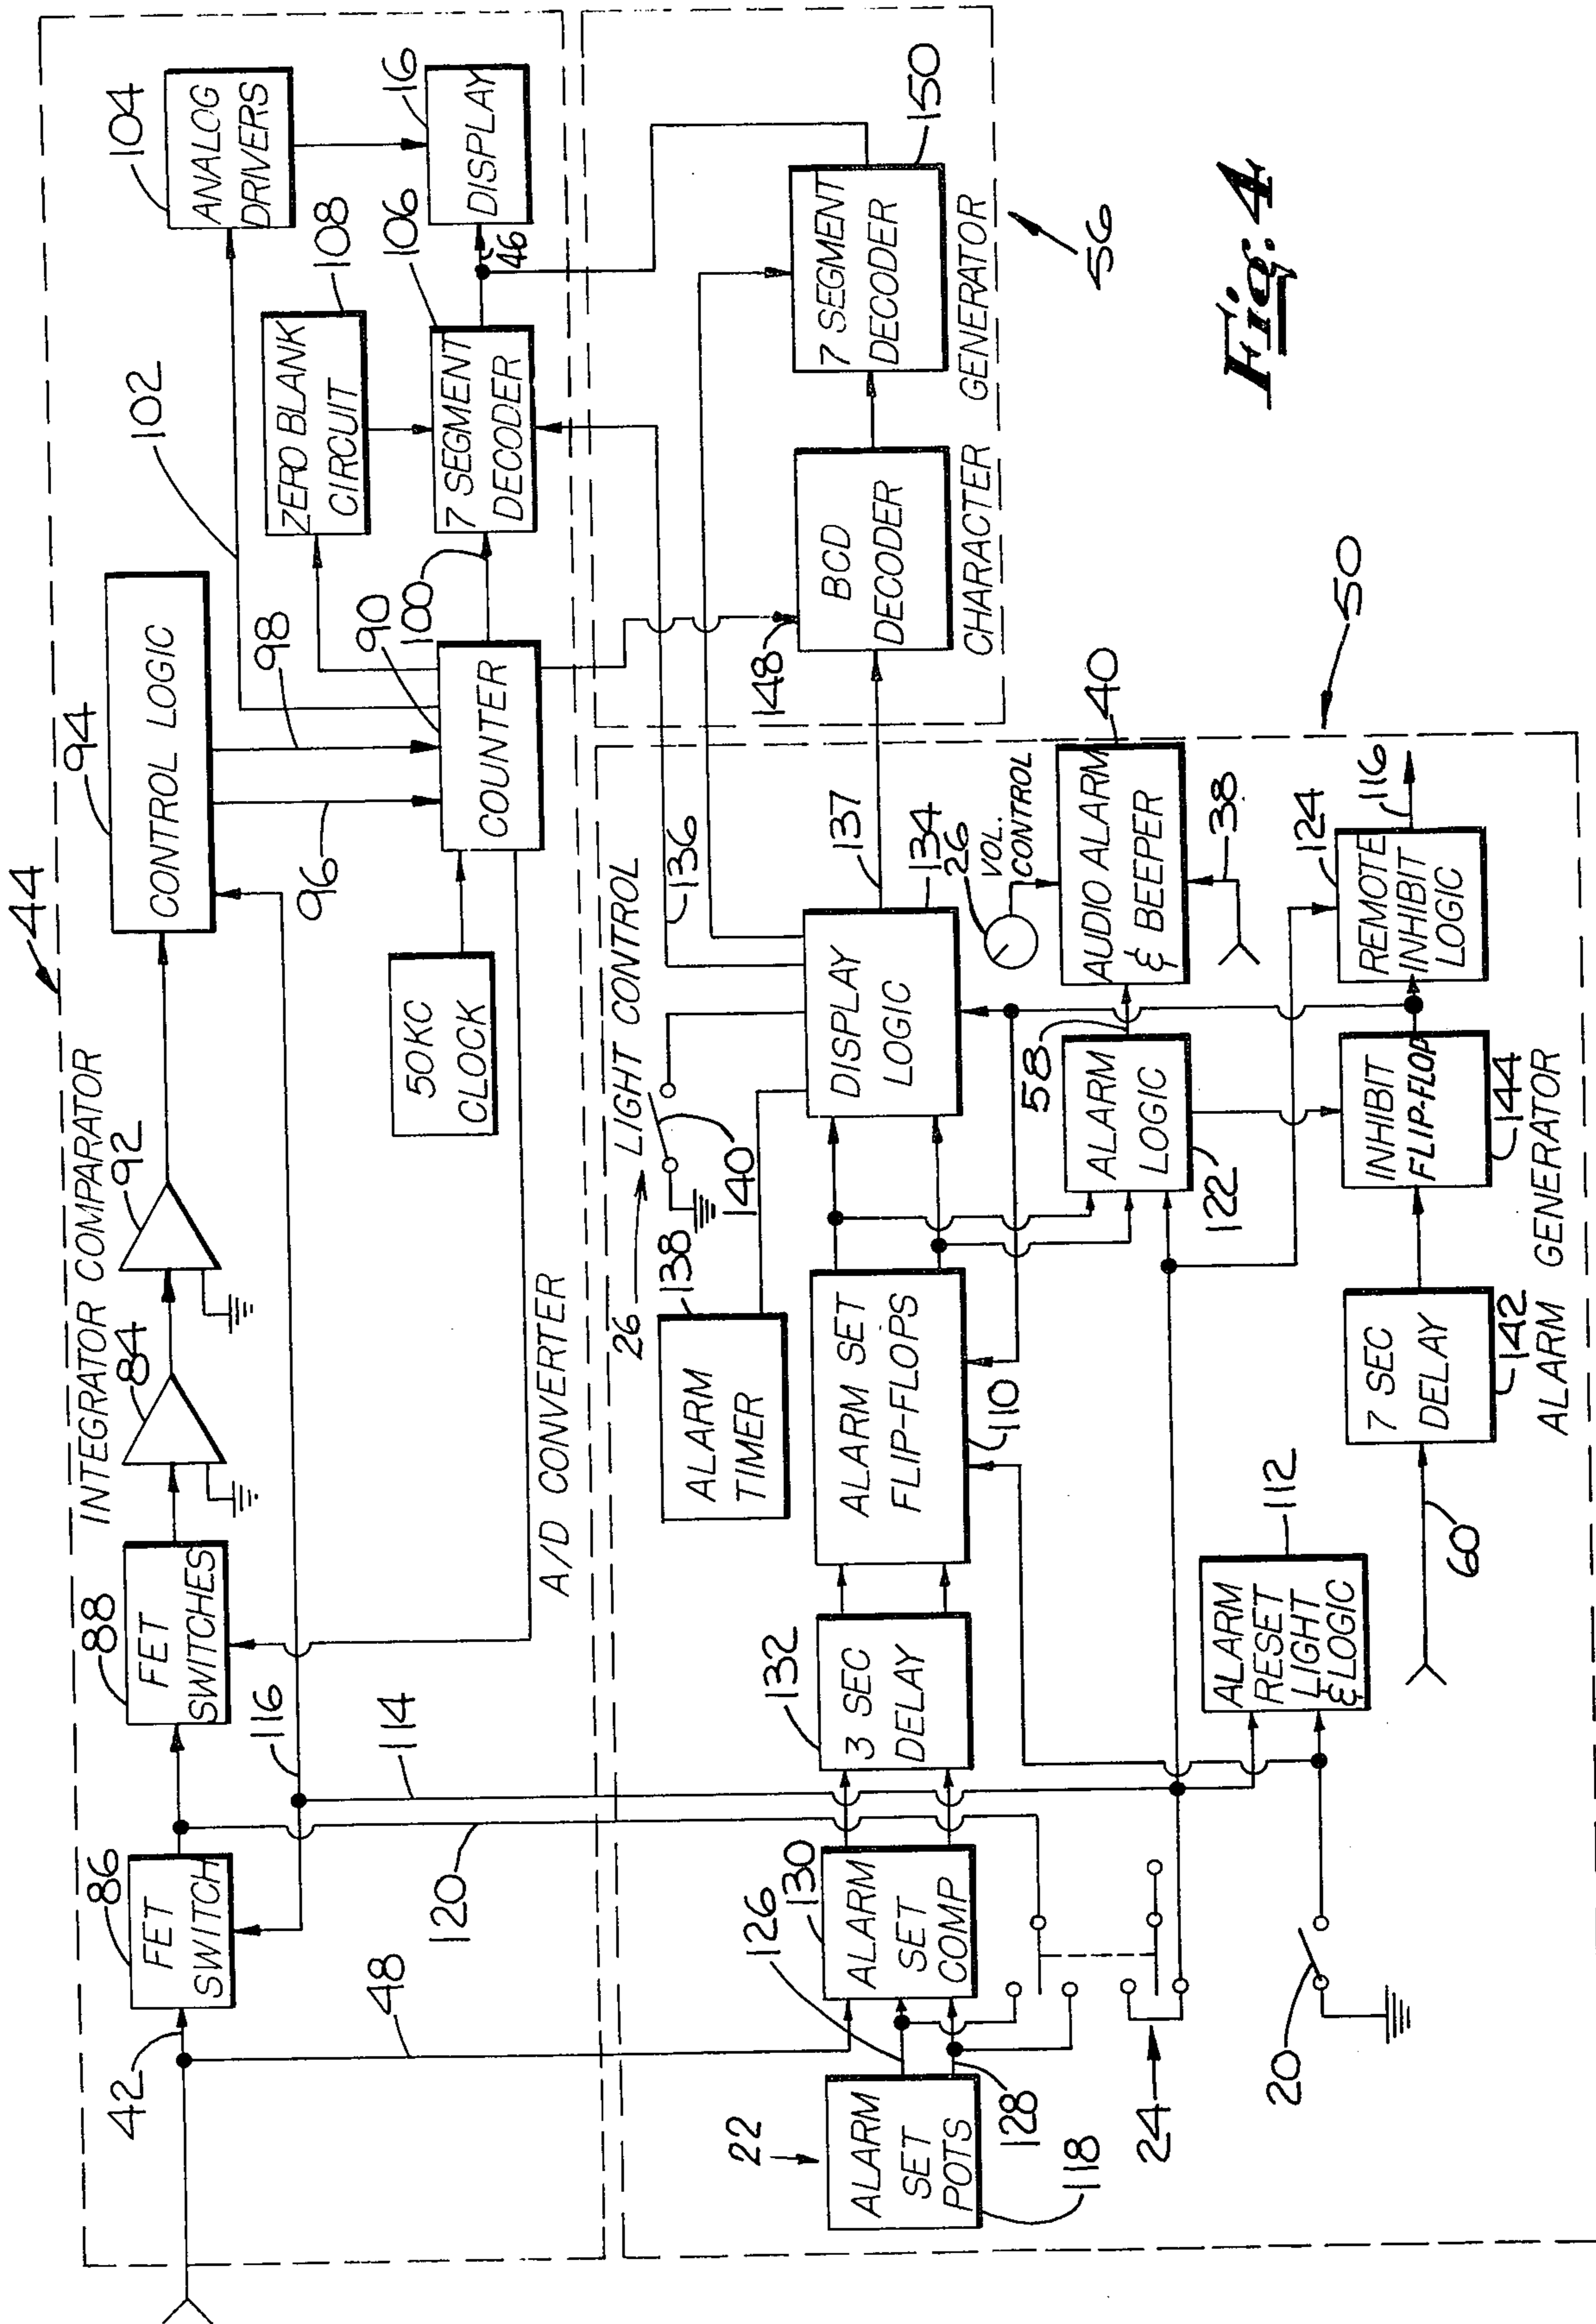 44
INTEGRATOR COMPARATOR
42
86
FET
SWITCH
88
FET
SWITCHES
84
92
94
CONTROL LOGIC
102
104
ANALOG
DRIVERS
116
96
98
108
ZERO BLANK
CIRCUIT
16
DISPLAY
50KC
CLOCK
90
COUNTER
100
106
7 SEGMENT
DECODER
46
48
120
114
A/D CONVERTER
26
LIGHT CONTROL
136
138
ALARM
TIMER
140
148
BCD
DECODER
7 SEGMENT
DECODER
150
CHARACTER GENERATOR
56
22
ALARM
SET
POTS
118
126
128
130
ALARM
SET
COMP
132
3 SEC
DELAY
ALARM SET
FLIP-FLOPS
110
DISPLAY
LOGIC
134
137
26
VOL.
CONTROL
58
ALARM
LOGIC
122
AUDIO ALARM
& BEEPER
40
38
24
20
ALARM
RESET
LIGHT
& LOGIC
112
60
7 SEC
DELAY
142
INHIBIT
FLIP-FLOP
144
REMOTE
INHIBIT
LOGIC
124
116
50
ALARM GENERATOR
Fig. 4